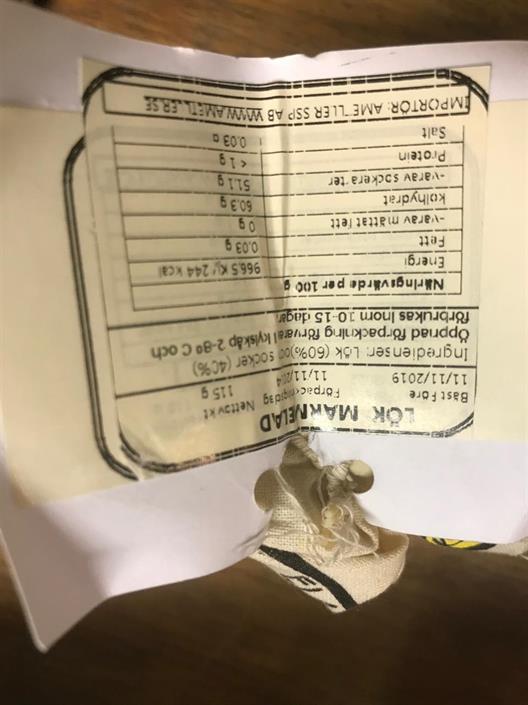 LÖK MARMELAD
Bäst före Förpackningsdag Nettovikt
11/11/2019 11/11/2014 115 g
Ingredienser: Lök (60%) och socker (40%)
Öppnad förpackning förvaras i kylskåp 2-8º C och
förbrukas inom 10-15 dagar
Näringsvärde per 100 g
Energi 966,5 Kj/ 244 kcal
Fett 0,03 g
-varav mättat fett 0 g
kolhydrat 60,3 g
-varav sockerarter 51,1 g
Protein < 1 g
Salt 0,03 g
IMPORTÖR: AMETLLER SSP AB WWW.AMETLLER.SE